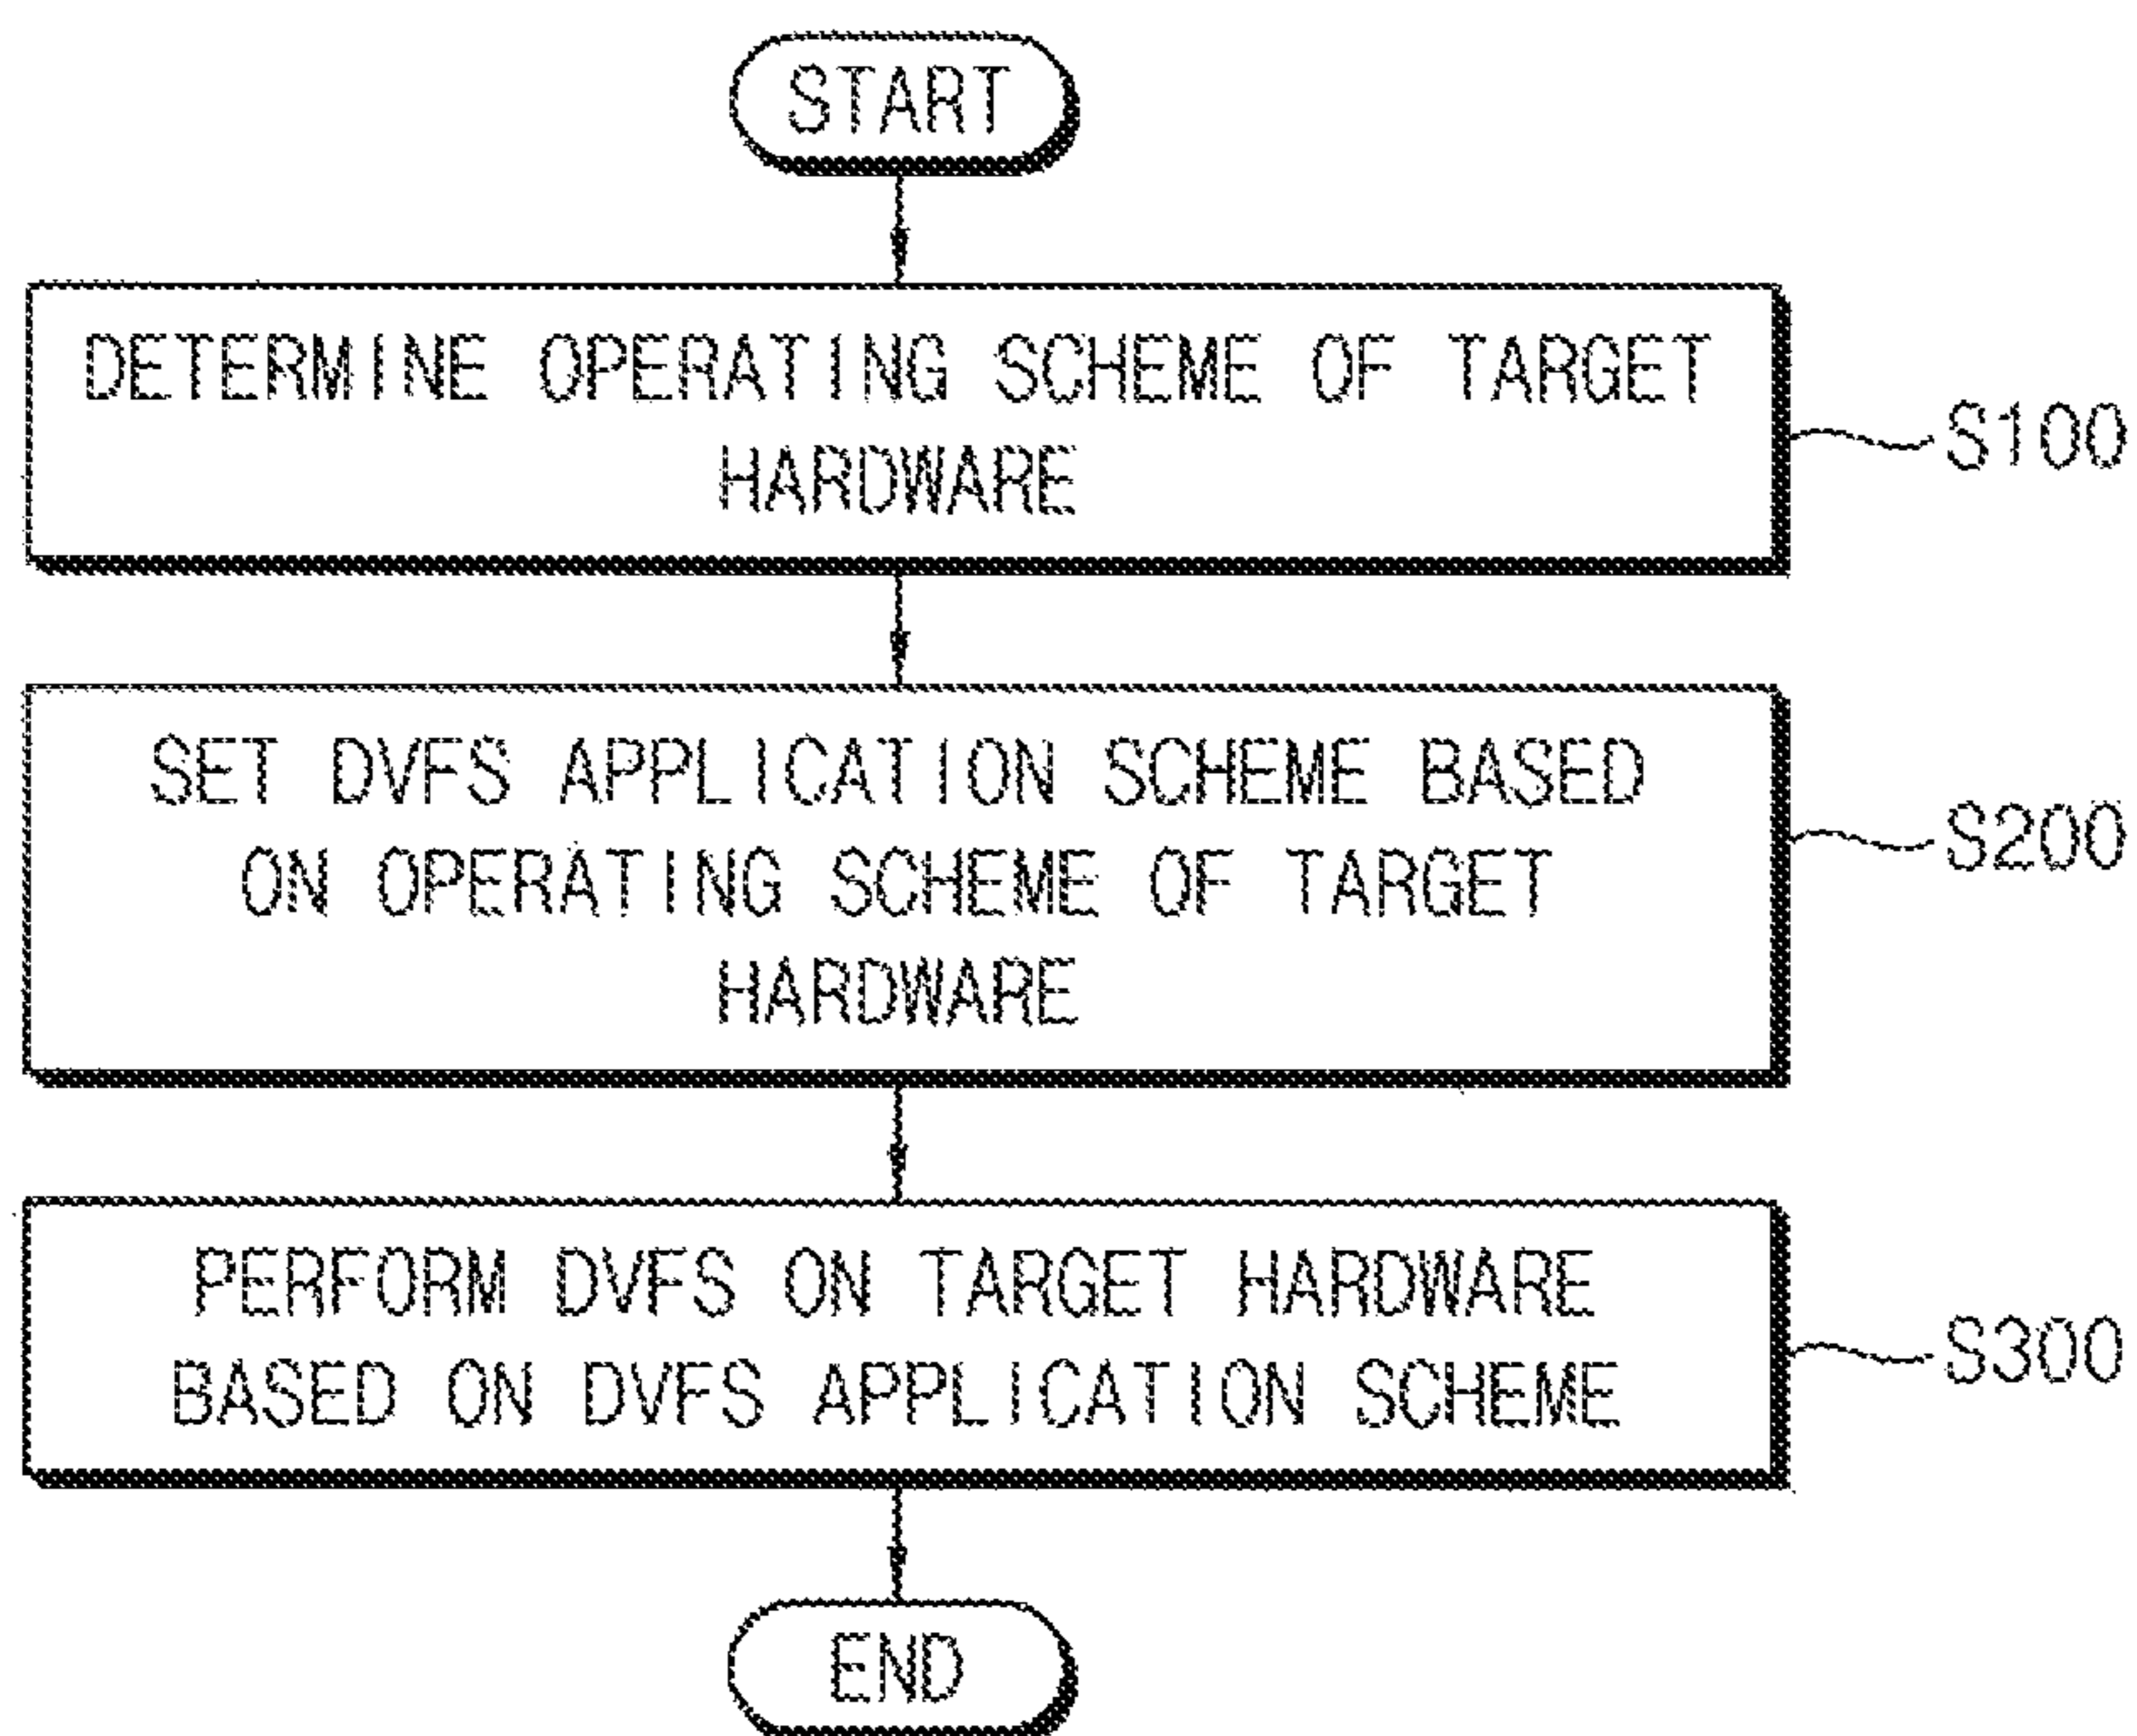 START
DETERMINE OPERATING SCHEME OF TARGET
HARDWARE
S100
SET DVFS APPLICATION SCHEME BASED
ON OPERATING SCHEME OF TARGET
HARDWARE
S200
PERFORM DVFS ON TARGET HARDWARE
BASED ON DVFS APPLICATION SCHEME
S300
END